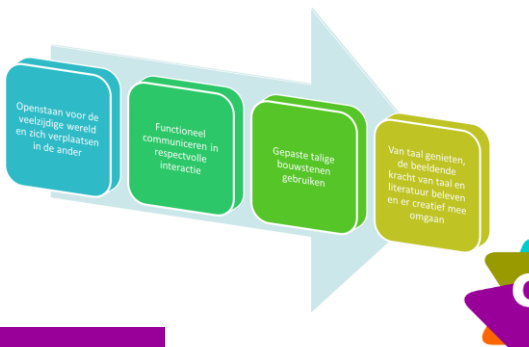 Openstaan voor de
veelzijdige wereld
en zich verplaatsen
in de ander
Functioneel
communiceren in
respectvolle
interactie
Gepaste talige
bouwstenen
gebruiken
Van taal genieten,
de beeldende
kracht van taal en
literatuur beleven
en er creatief mee
omgaan